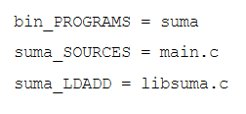 bin_PROGRAMS = suma
suma_SOURCES = main.c
suma_LDADD = libsuma.c